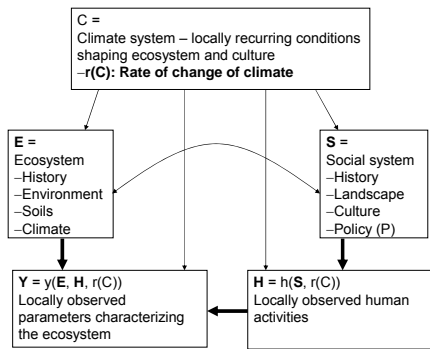 C =
Climate system – locally recurring conditions
shaping ecosystem and culture
–r(C): Rate of change of climate
E =
Ecosystem
–History
–Environment
–Soils
–Climate
S =
Social system
–History
–Landscape
–Culture
–Policy (P)
Y = y(E, H, r(C))
Locally observed
parameters characterizing
the ecosystem
H = h(S, r(C))
Locally observed human
activities